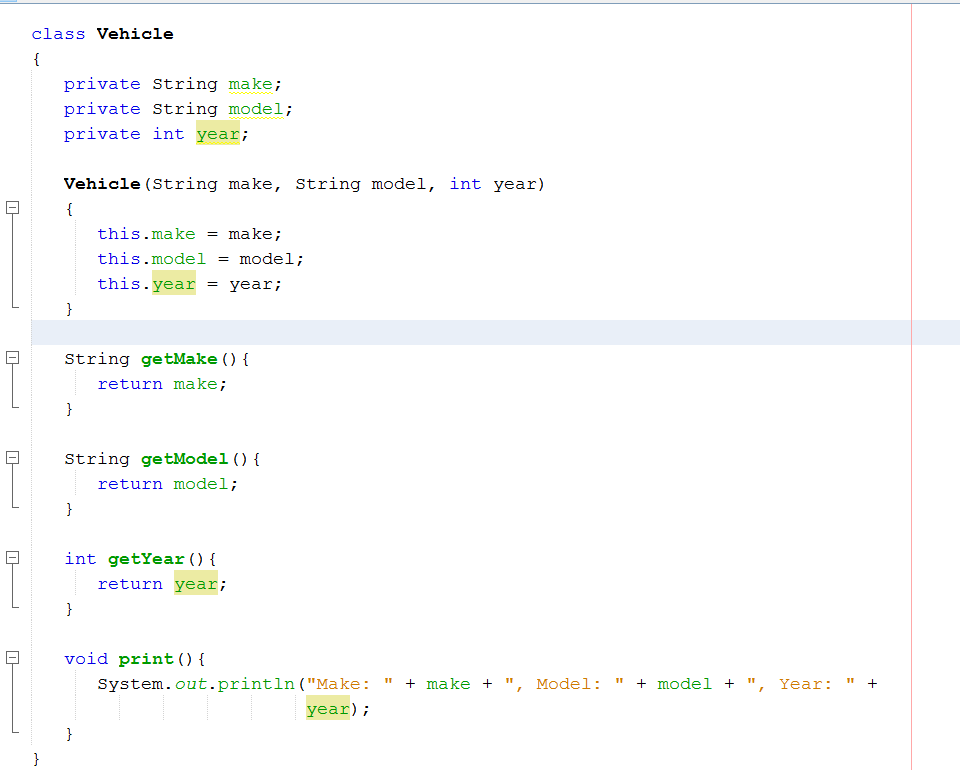 class Vehicle
{
private String make;
private String model;
private int year;
Vehicle(String make, String model, int year)
{
this.make = make;
this.model = model;
this.year = year;
}
String getMake(){
return make;
}
String getModel(){
return model;
}
int getYear(){
return year;
}
void print(){
System.out.println("Make: " + make + ", Model: " + model + ", Year: " +
year);
}
}